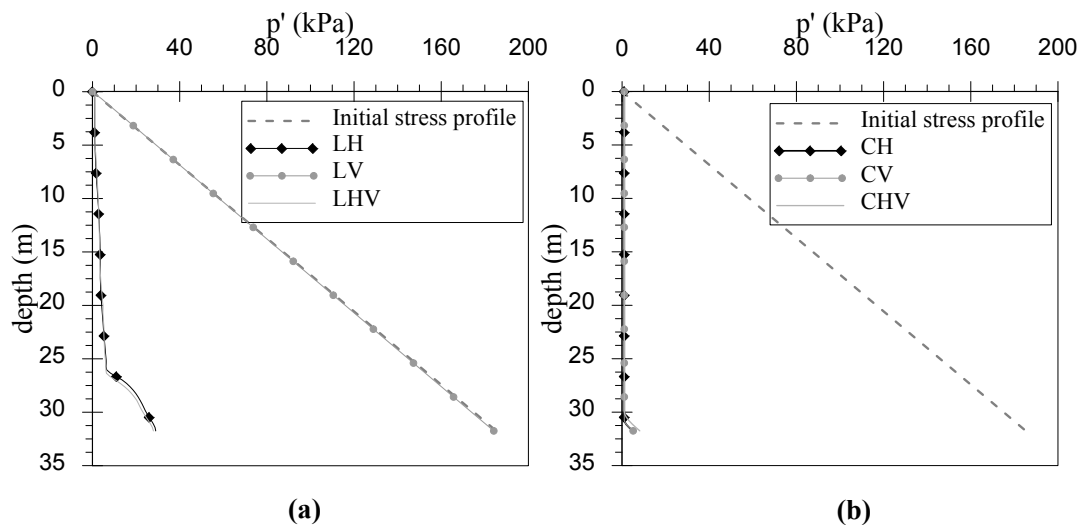 p' (kPa)
0 40 80 120 160 200
0
5
10
15
20
25
30
35
depth (m)
Initial stress profile
LH
LV
LHV
(a)
p' (kPa)
0 40 80 120 160 200
0
5
10
15
20
25
30
35
depth (m)
Initial stress profile
CH
CV
CHV
(b)